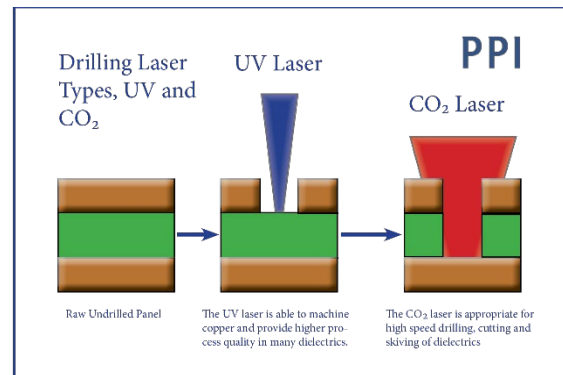 Drilling Laser
Types, UV and
CO₂
UV Laser
PPI
CO₂ Laser
Raw Undrilled Panel
The UV laser is able to machine
copper and provide higher pro-
cess quality in many dielectrics.
The CO₂ laser is appropriate for
high speed drilling, cutting and
skiving of dielectrics